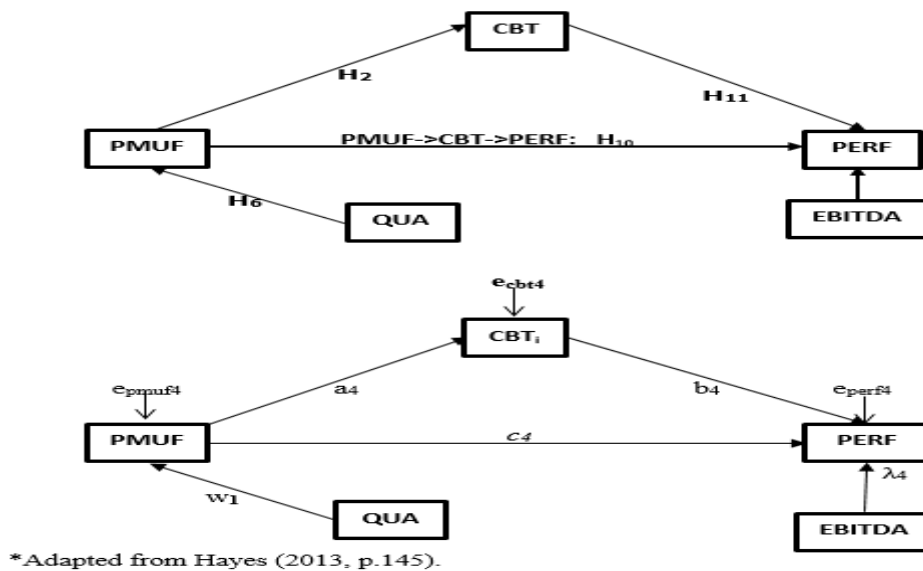 CBT
H2
H11
PMUF
PMUF->CBT->PERF: H10
PERF
H6
QUA
EBITDA
ecbt4
CBTi
epmuf4
a4
b4
eperf4
PMUF
c4
PERF
w1
λ4
QUA
EBITDA
*Adapted from Hayes (2013, p.145).